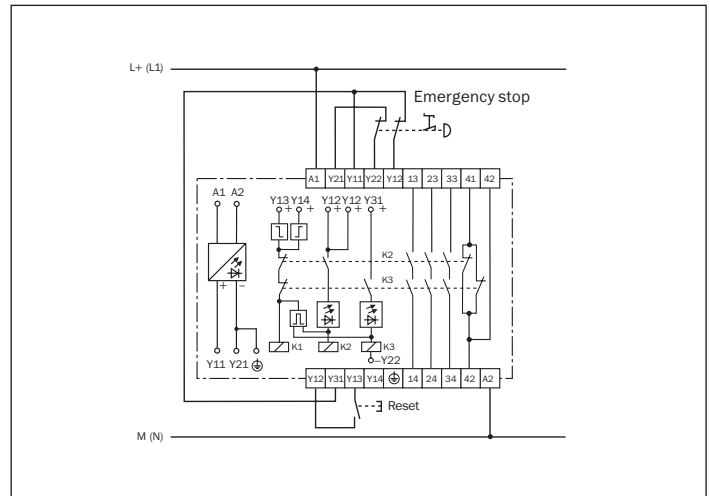 L+ (L1)
Emergency stop
A1 Y21 Y11 Y22 Y12 13 23 33 41 42
A1 A2 Y13 Y14 Y12 Y12 Y31
+ + + + +
K2
K3
+ –
K1 K2 K3
–Y22
Y11 Y21
Y12 Y31 Y13 Y14 14 24 34 42 A2
Reset
M (N)